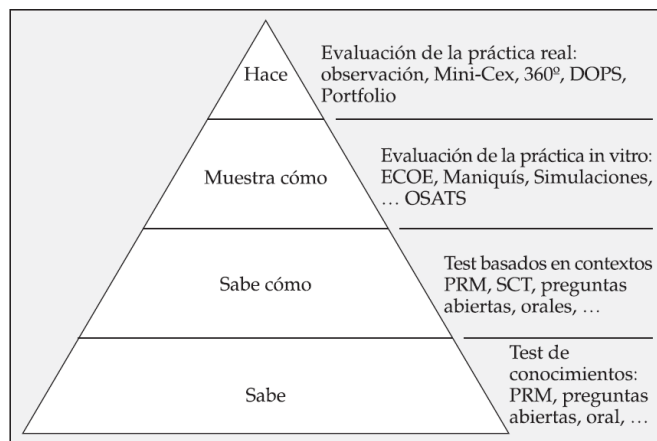 Hace
Evaluación de la práctica real:
observación, Mini-Cex, 360º, DOPS,
Portfolio
Muestra cómo
Evaluación de la práctica in vitro:
ECOE, Maniquís, Simulaciones,
… OSATS
Sabe cómo
Test basados en contextos
PRM, SCT, preguntas
abiertas, orales, …
Sabe
Test de
conocimientos:
PRM, preguntas
abiertas, oral, …